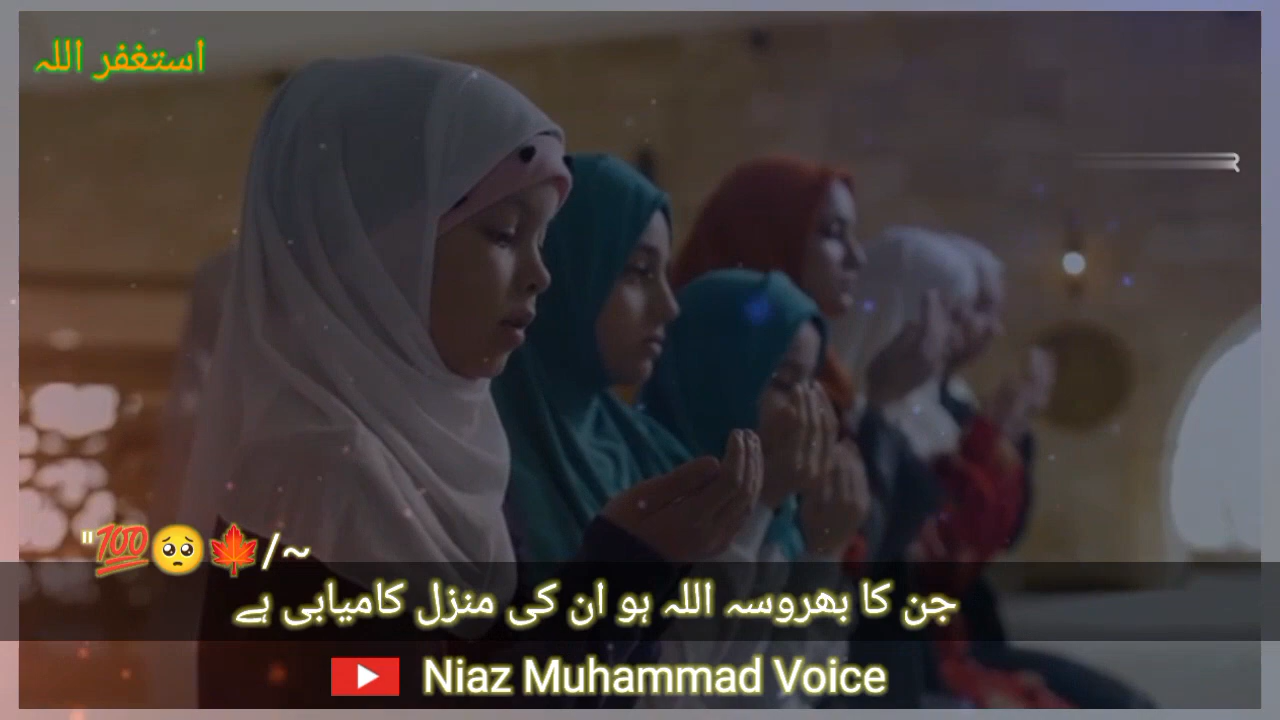 استغفر اللہ
"💯🥺🍁/~
جن کا بھروسہ اللہ ہو ان کی منزل کامیابی ہے
Niaz Muhammad Voice